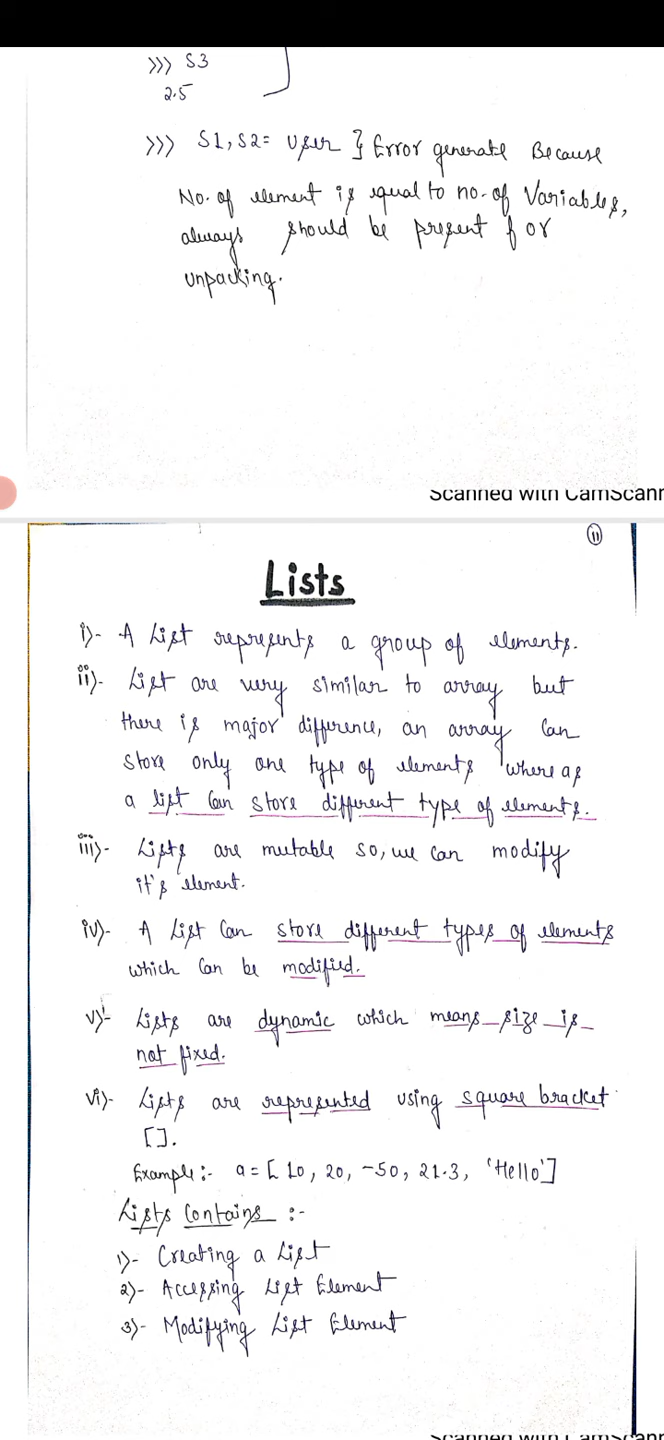 >>> S3
2.5
>>> S1, S2 = User } Error generate Because
No. of element is equal to no. of Variables,
always should be present for
unpacking.
Scanned with CamScann
11
Lists
i)- A List represents a group of elements.
ii)- List are very similar to array but
there is major difference, an array Can
store only one type of elements where as
a list Can store different type of elements.
iii)- Lists are mutable so, we can modify
it's element.
iv)- A List Can store different types of elements
which Can be modified.
v)- Lists are dynamic which means size is
not fixed.
vi)- Lists are represented using square bracket
[].
Example:- a = [10, 20, -50, 21.3, 'Hello']
Lists Contains :-
1)- Creating a List
2)- Accessing List Element
3)- Modifying List Element
Scanned with CamScann